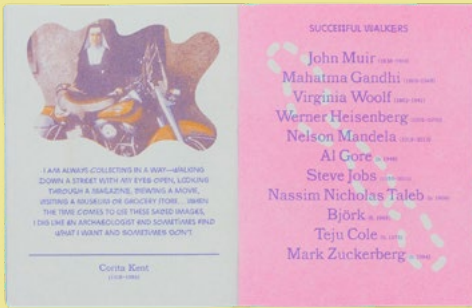 I AM ALWAYS COLLECTING IN A WAY—WALKING
DOWN A STREET WITH MY EYES OPEN, LOOKING
THROUGH A MAGAZINE, VIEWING A MOVIE,
VISITING A MUSEUM OR GROCERY STORE. ... WHEN
THE TIME COMES TO USE THESE SAVED IMAGES,
I DIG LIKE AN ARCHAEOLOGIST AND SOMETIMES FIND
WHAT I WANT AND SOMETIMES DON'T.
Corita Kent
(1918–1986)
SUCCESSFUL WALKERS
John Muir
Mahatma Gandhi
Virginia Woolf
Werner Heisenberg
Nelson Mandela
Al Gore
Steve Jobs
Nassim Nicholas Taleb
Björk
Teju Cole
Mark Zuckerberg